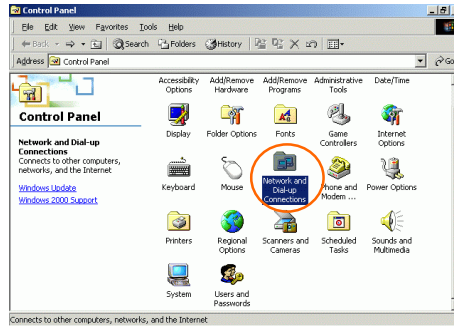 Control Panel
File Edit View Favorites Tools Help
Back Search Folders History
Address Control Panel Go
Control Panel
Network and Dial-up
Connections
Connects to other computers,
networks, and the Internet
Windows Update
Windows 2000 Support
Accessibility Add/Remove Add/Remove Administrative Date/Time
Options Hardware Programs Tools
Display Folder Options Fonts Game Internet
Controllers Options
Keyboard Mouse Network and Phone and Power Options
Dial-up Modem ...
Connections
Printers Regional Scanners and Scheduled Sounds and
Options Cameras Tasks Multimedia
System Users and
Passwords
Connects to other computers, networks, and the Internet